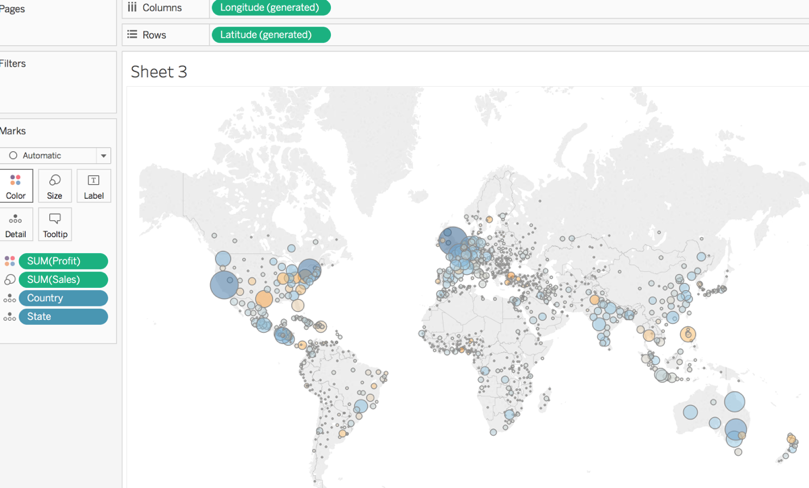 Pages
iii Columns
Longitude (generated)
Rows
Latitude (generated)
Filters
Sheet 3
Marks
Automatic
Color
Size
Label
Detail
Tooltip
SUM(Profit)
SUM(Sales)
Country
State